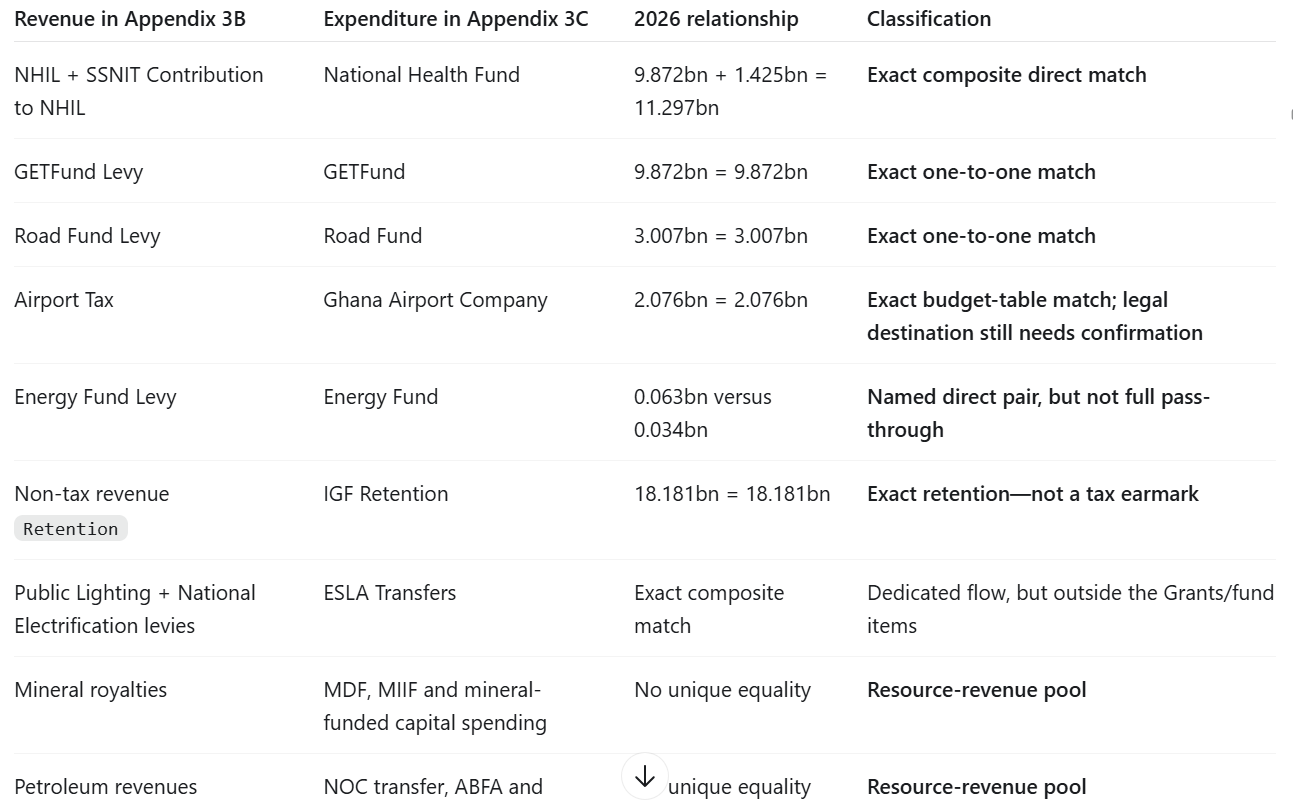 Revenue in Appendix 3B Expenditure in Appendix 3C 2026 relationship Classification
NHIL + SSNIT Contribution National Health Fund 9.872bn + 1.425bn = Exact composite direct match
to NHIL 11.297bn
GETFund Levy GETFund 9.872bn = 9.872bn Exact one-to-one match
Road Fund Levy Road Fund 3.007bn = 3.007bn Exact one-to-one match
Airport Tax Ghana Airport Company 2.076bn = 2.076bn Exact budget-table match; legal
destination still needs confirmation
Energy Fund Levy Energy Fund 0.063bn versus Named direct pair, but not full pass-
0.034bn through
Non-tax revenue IGF Retention 18.181bn = 18.181bn Exact retention—not a tax earmark
Retention
Public Lighting + National ESLA Transfers Exact composite Dedicated flow, but outside the Grants/fund
Electrification levies match items
Mineral royalties MDF, MIIF and mineral- No unique equality Resource-revenue pool
funded capital spending
Petroleum revenues NOC transfer, ABFA and unique equality Resource-revenue pool